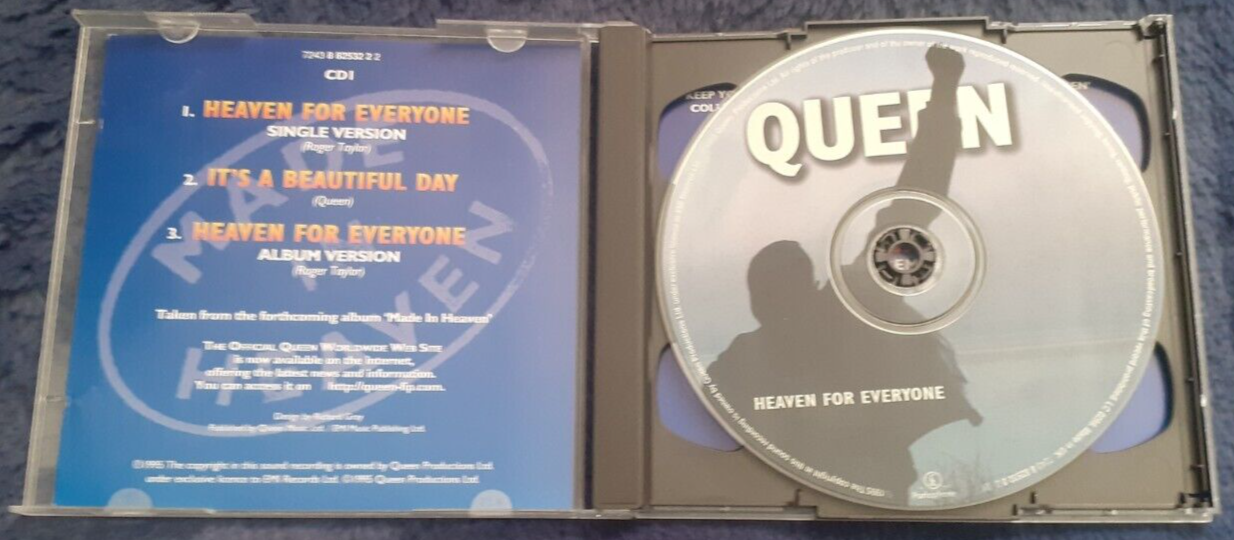 7243 8 82532 2 2
CD1
1. HEAVEN FOR EVERYONE
SINGLE VERSION
(Roger Taylor)
2. IT'S A BEAUTIFUL DAY
(Queen)
3. HEAVEN FOR EVERYONE
ALBUM VERSION
(Roger Taylor)
MADE
IN
HEAVEN
Taken from the forthcoming album 'Made In Heaven'
THE OFFICIAL QUEEN WORLDWIDE WEB SITE
is now available on the Internet,
offering the latest news and information.
You can access it on http://queen-fip.com.
Design by Richard Gray
Published by Queen Music Ltd. / EMI Music Publishing Ltd.
℗1995 The copyright in this sound recording is owned by Queen Productions Ltd.
under exclusive licence to EMI Records Ltd. ©1995 Queen Productions Ltd.
KEEP
COLL
QUEEN
HEAVEN FOR EVERYONE
Parlophone